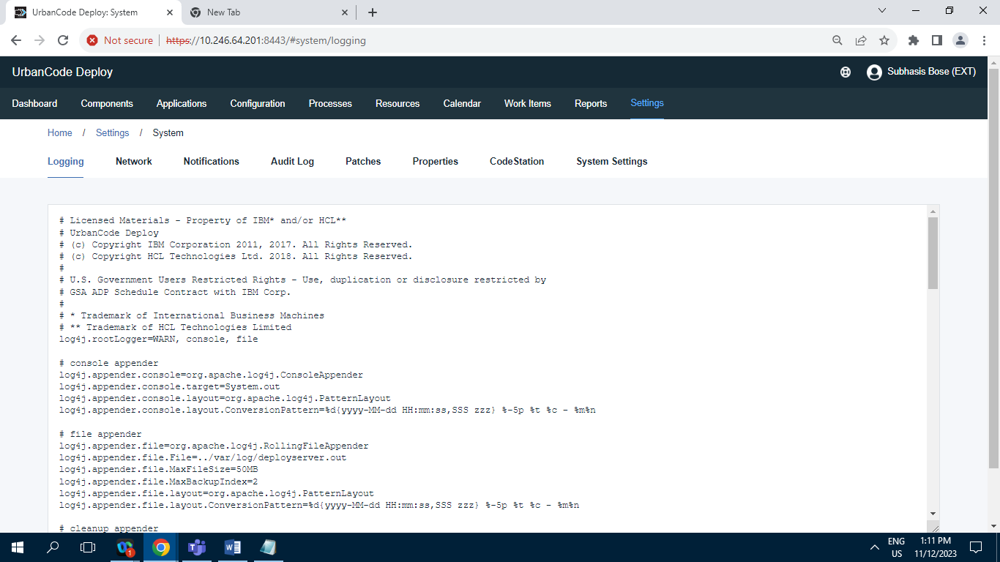 UrbanCode Deploy: System
New Tab
Not secure
https://10.246.64.201:8443/#system/logging
UrbanCode Deploy
Subhasis Bose (EXT)
Dashboard Components Applications Configuration Processes Resources Calendar Work Items Reports Settings
Home / Settings / System
Logging Network Notifications Audit Log Patches Properties CodeStation System Settings
# Licensed Materials - Property of IBM* and/or HCL**
# UrbanCode Deploy
# (c) Copyright IBM Corporation 2011, 2017. All Rights Reserved.
# (c) Copyright HCL Technologies Ltd. 2018. All Rights Reserved.
#
# U.S. Government Users Restricted Rights - Use, duplication or disclosure restricted by
# GSA ADP Schedule Contract with IBM Corp.
#
# * Trademark of International Business Machines
# ** Trademark of HCL Technologies Limited
log4j.rootLogger=WARN, console, file
# console appender
log4j.appender.console=org.apache.log4j.ConsoleAppender
log4j.appender.console.target=System.out
log4j.appender.console.layout=org.apache.log4j.PatternLayout
log4j.appender.console.layout.ConversionPattern=%d{yyyy-MM-dd HH:mm:ss,SSS zzz} %-5p %t %c - %m%n
# file appender
log4j.appender.file=org.apache.log4j.RollingFileAppender
log4j.appender.file.File=../var/log/deployserver.out
log4j.appender.file.MaxFileSize=50MB
log4j.appender.file.MaxBackupIndex=2
log4j.appender.file.layout=org.apache.log4j.PatternLayout
log4j.appender.file.layout.ConversionPattern=%d{yyyy-MM-dd HH:mm:ss,SSS zzz} %-5p %t %c - %m%n
# cleanup appender
1
ENG
US
1:11 PM
11/12/2023